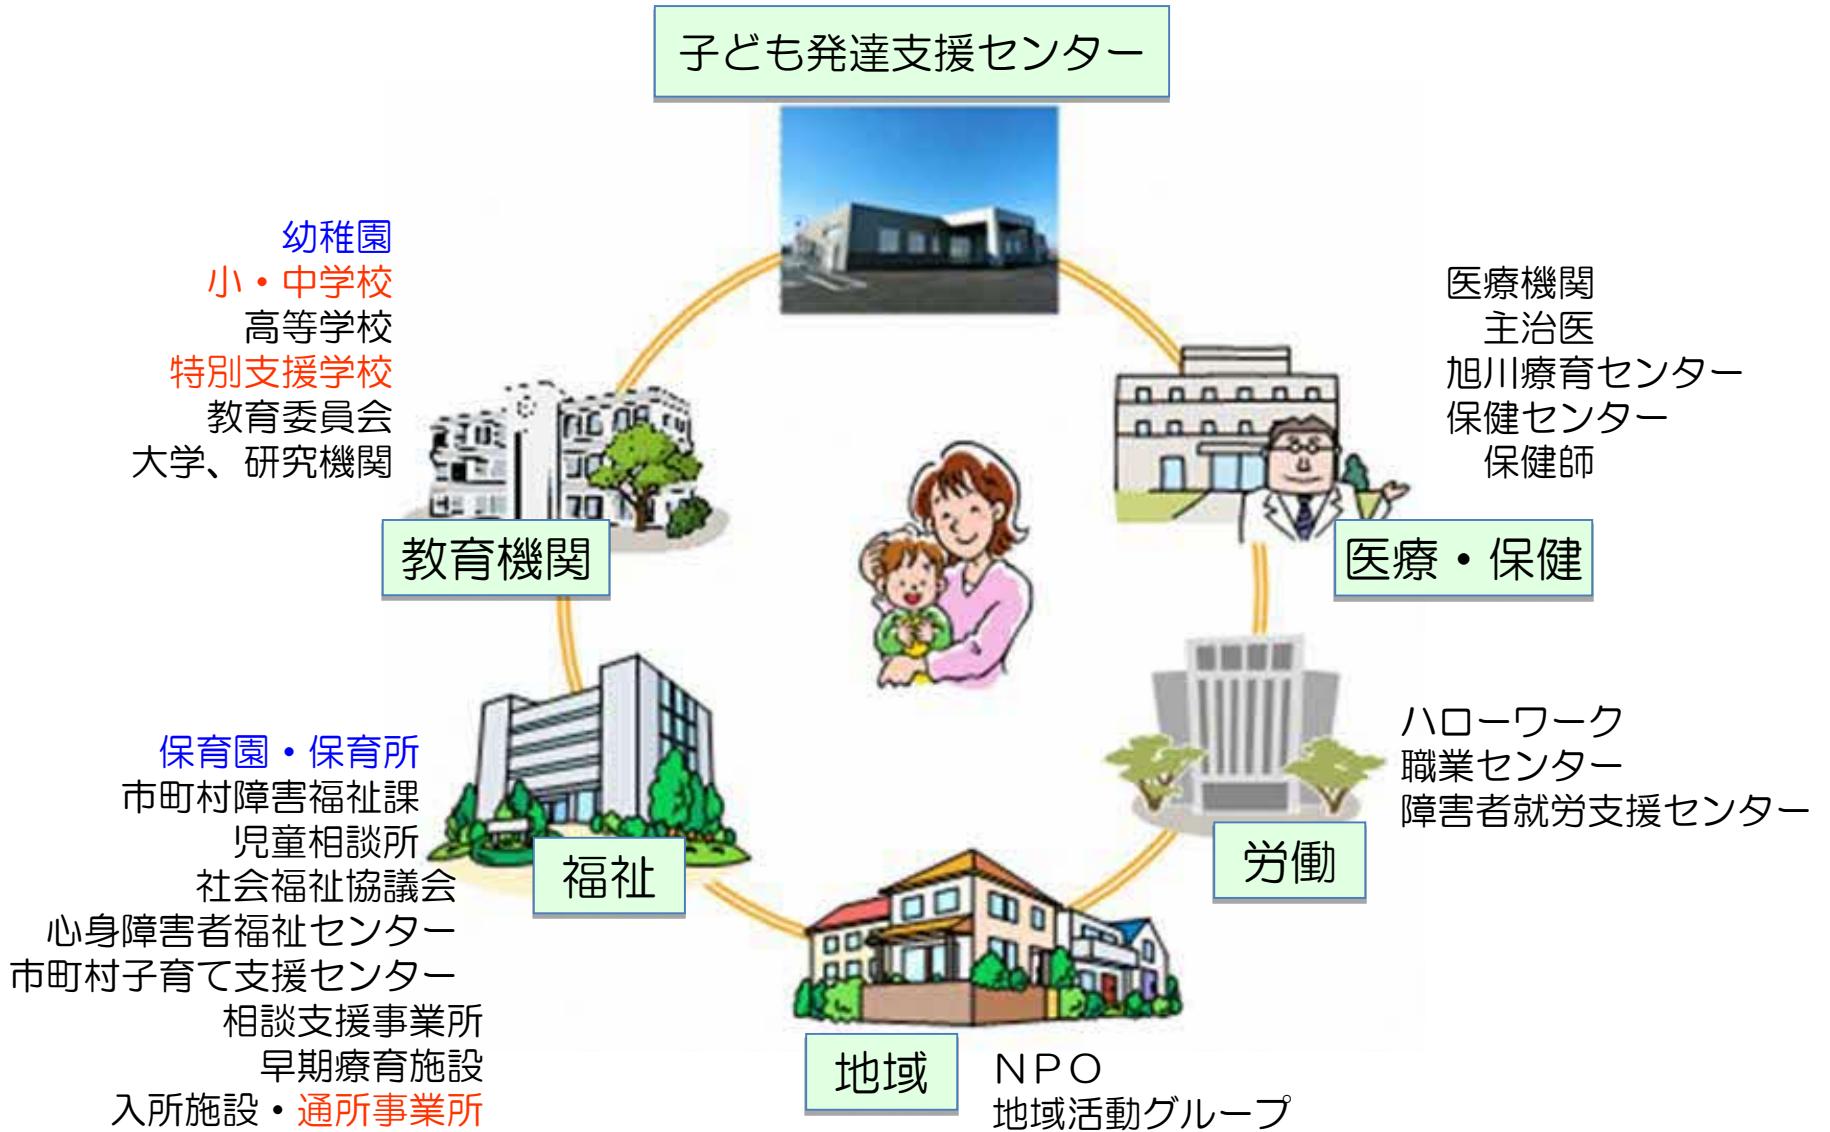 子ども発達支援センター
幼稚園
小・中学校
高等学校
特別支援学校
教育委員会
大学、研究機関
教育機関
医療機関
主治医
旭川療育センター
保健センター
保健師
医療・保健
保育園・保育所
市町村障害福祉課
児童相談所
社会福祉協議会
心身障害者福祉センター
市町村子育て支援センター
相談支援事業所
早期療育施設
入所施設・通所事業所
福祉
ハローワーク
職業センター
障害者就労支援センター
労働
地域
NPO
地域活動グループ